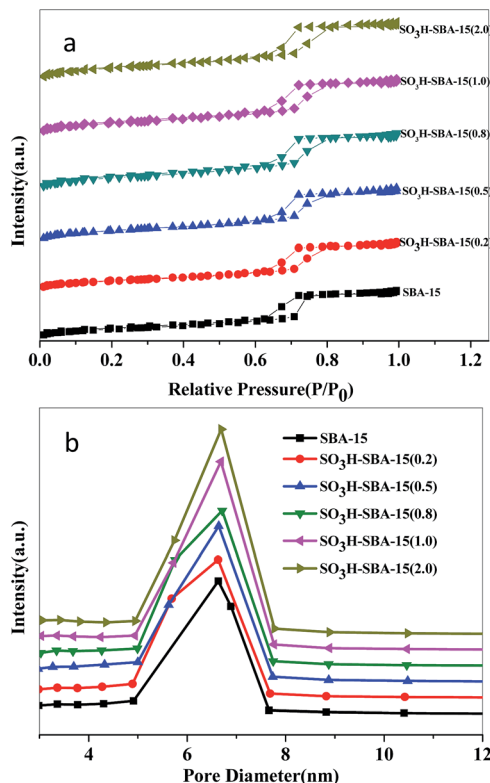 a
SO3H-SBA-15(2.0)
SO3H-SBA-15(1.0)
SO3H-SBA-15(0.8)
SO3H-SBA-15(0.5)
SO3H-SBA-15(0.2
SBA-15
Intensity(a.u.)
0.0 0.2 0.4 0.6 0.8 1.0 1.2
Relative Pressure(P/P0)
b
SBA-15
SO3H-SBA-15(0.2)
SO3H-SBA-15(0.5)
SO3H-SBA-15(0.8)
SO3H-SBA-15(1.0)
SO3H-SBA-15(2.0)
Intensity(a.u.)
4 6 8 10 12
Pore Diameter(nm)